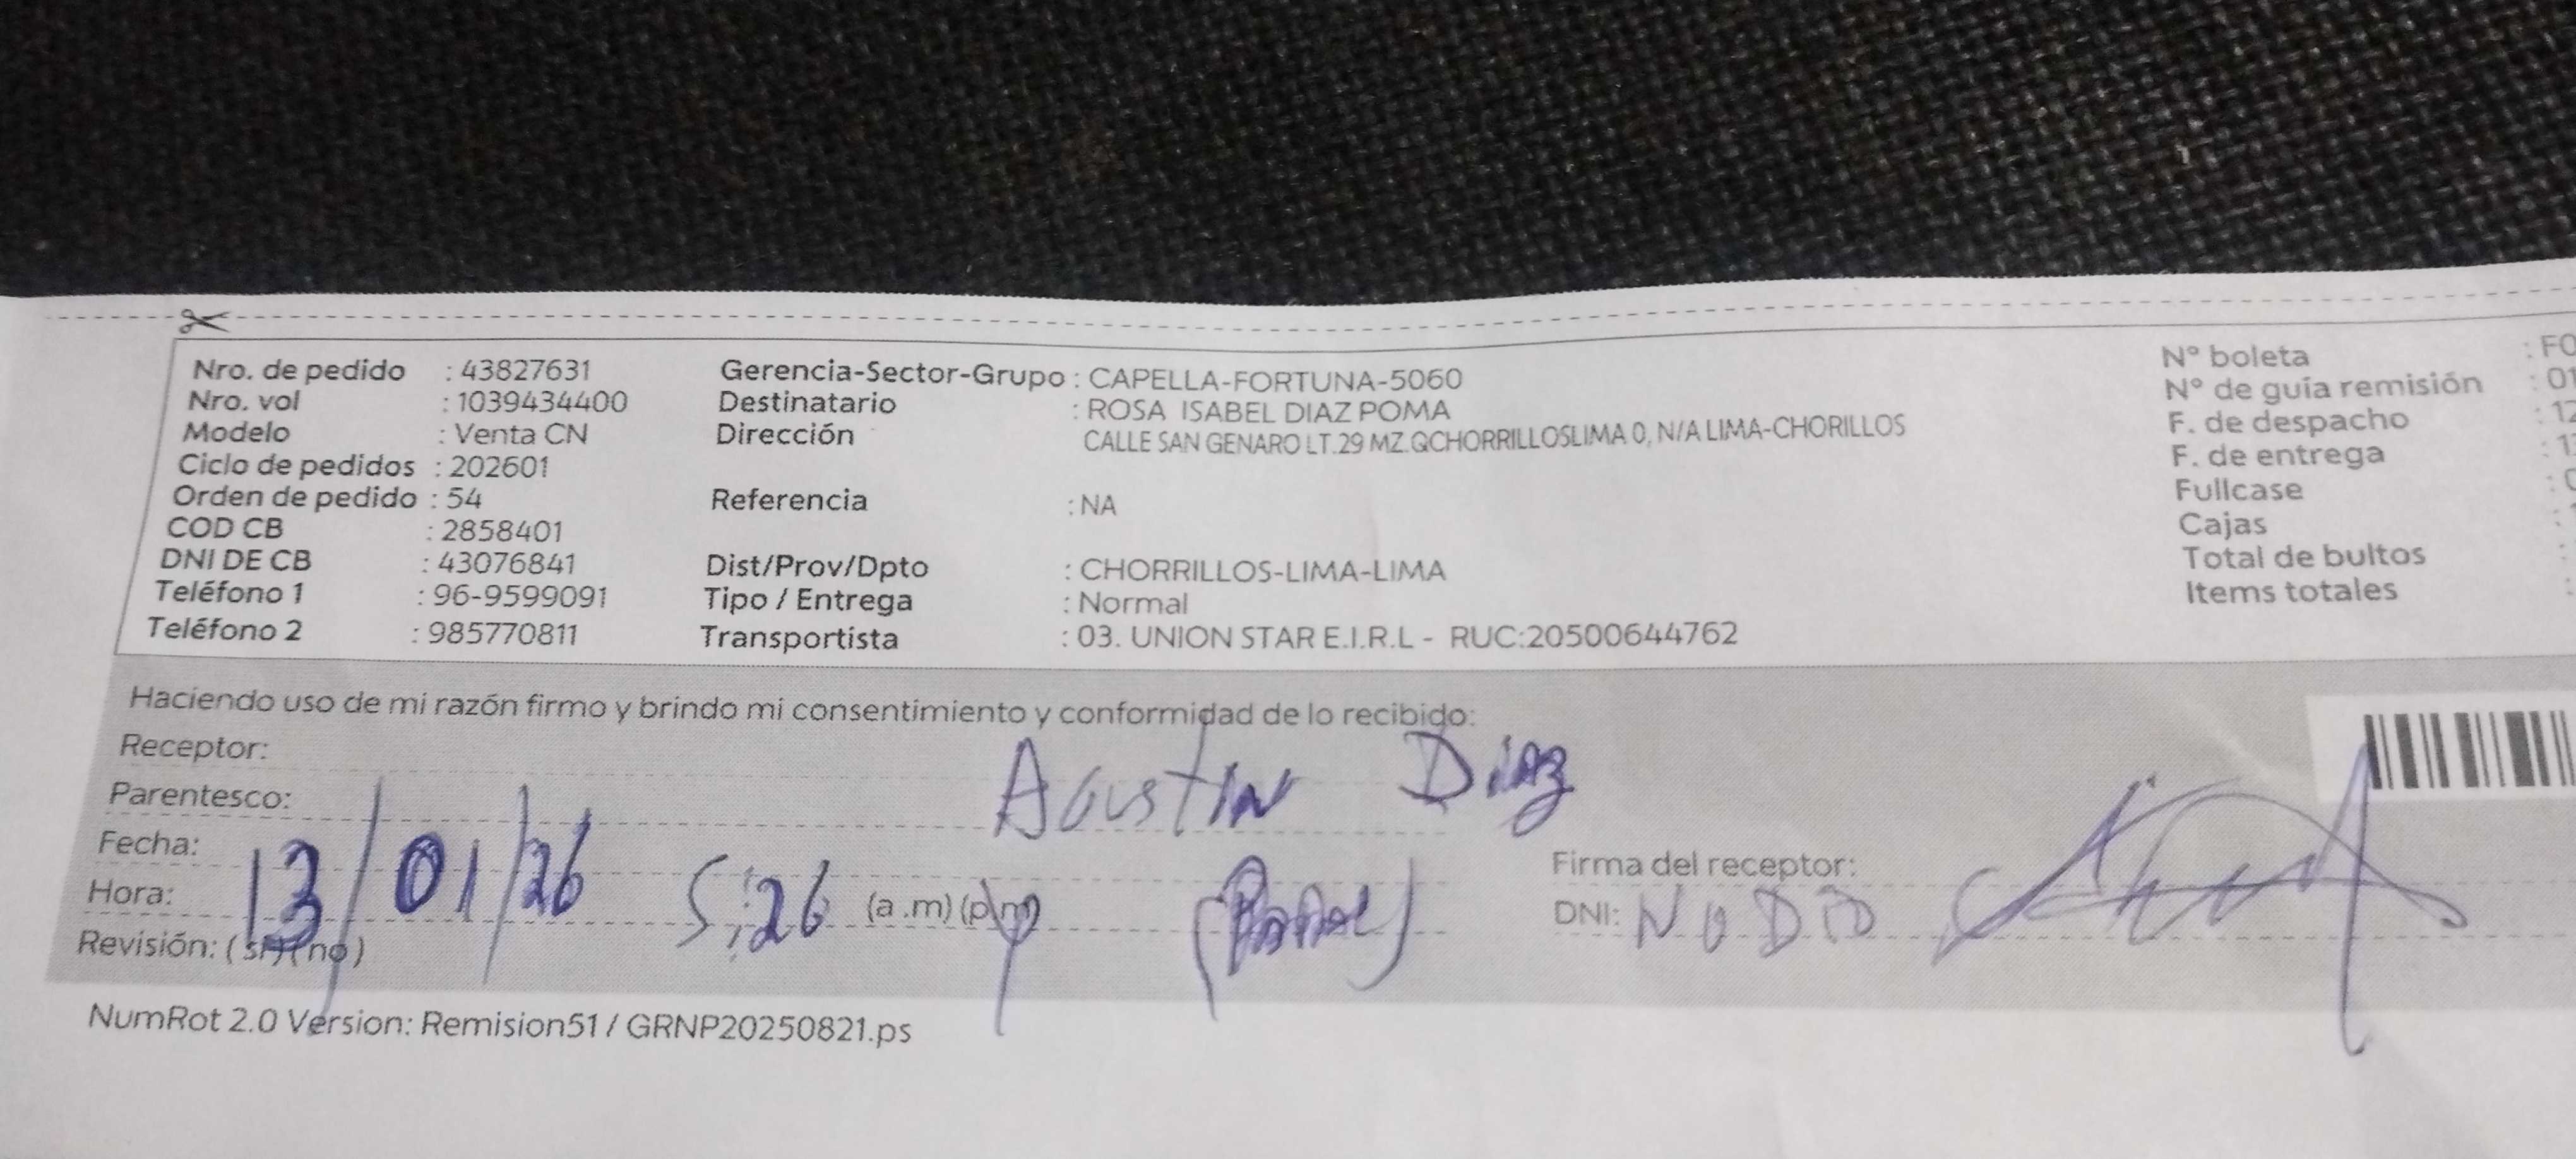 Nro. de pedido : 43827631
Nro. vol : 1039434400
Modelo : Venta CN
Ciclo de pedidos : 202601
Orden de pedido : 54
COD CB : 2858401
DNI DE CB : 43076841
Teléfono 1 : 96-9599091
Teléfono 2 : 985770811
Gerencia-Sector-Grupo : CAPELLA-FORTUNA-5060
Destinatario : ROSA ISABEL DIAZ POMA
Dirección CALLE SAN GENARO LT.29 MZ.QCHORRILLOSLIMA 0, N/A LIMA-CHORILLOS
Referencia : NA
Dist/Prov/Dpto : CHORRILLOS-LIMA-LIMA
Tipo / Entrega : Normal
Transportista : 03. UNION STAR E.I.R.L - RUC:20500644762
N° boleta : FO
N° de guía remisión : 01
F. de despacho : 12
F. de entrega
Fullcase
Cajas
Total de bultos
Items totales
Haciendo uso de mi razón firmo y brindo mi consentimiento y conformidad de lo recibido:
Receptor: Agustin Diaz
Parentesco:
Fecha: 13/01/26
Hora: 5:26 (a.m) (p.m)
Revisión: (si) (no)
Firma del receptor:
DNI: NO DIO
NumRot 2.0 Version: Remision51 / GRNP20250821.ps